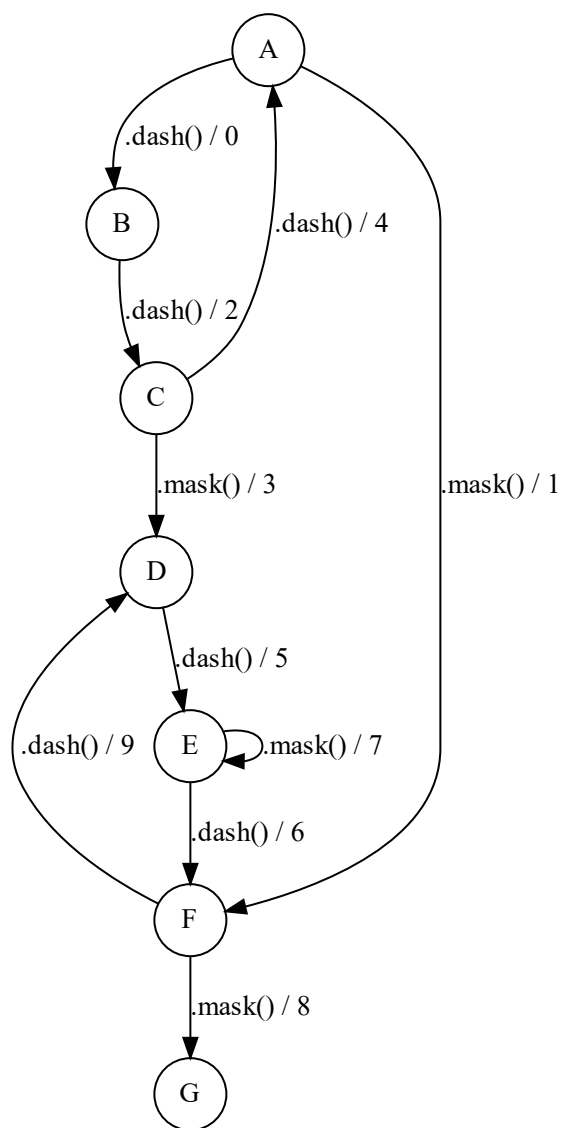 A
.dash() / 0
B
.dash() / 4
.dash() / 2
C
.mask() / 3
.mask() / 1
D
.dash() / 5
.dash() / 9
E
.mask() / 7
.dash() / 6
F
.mask() / 8
G